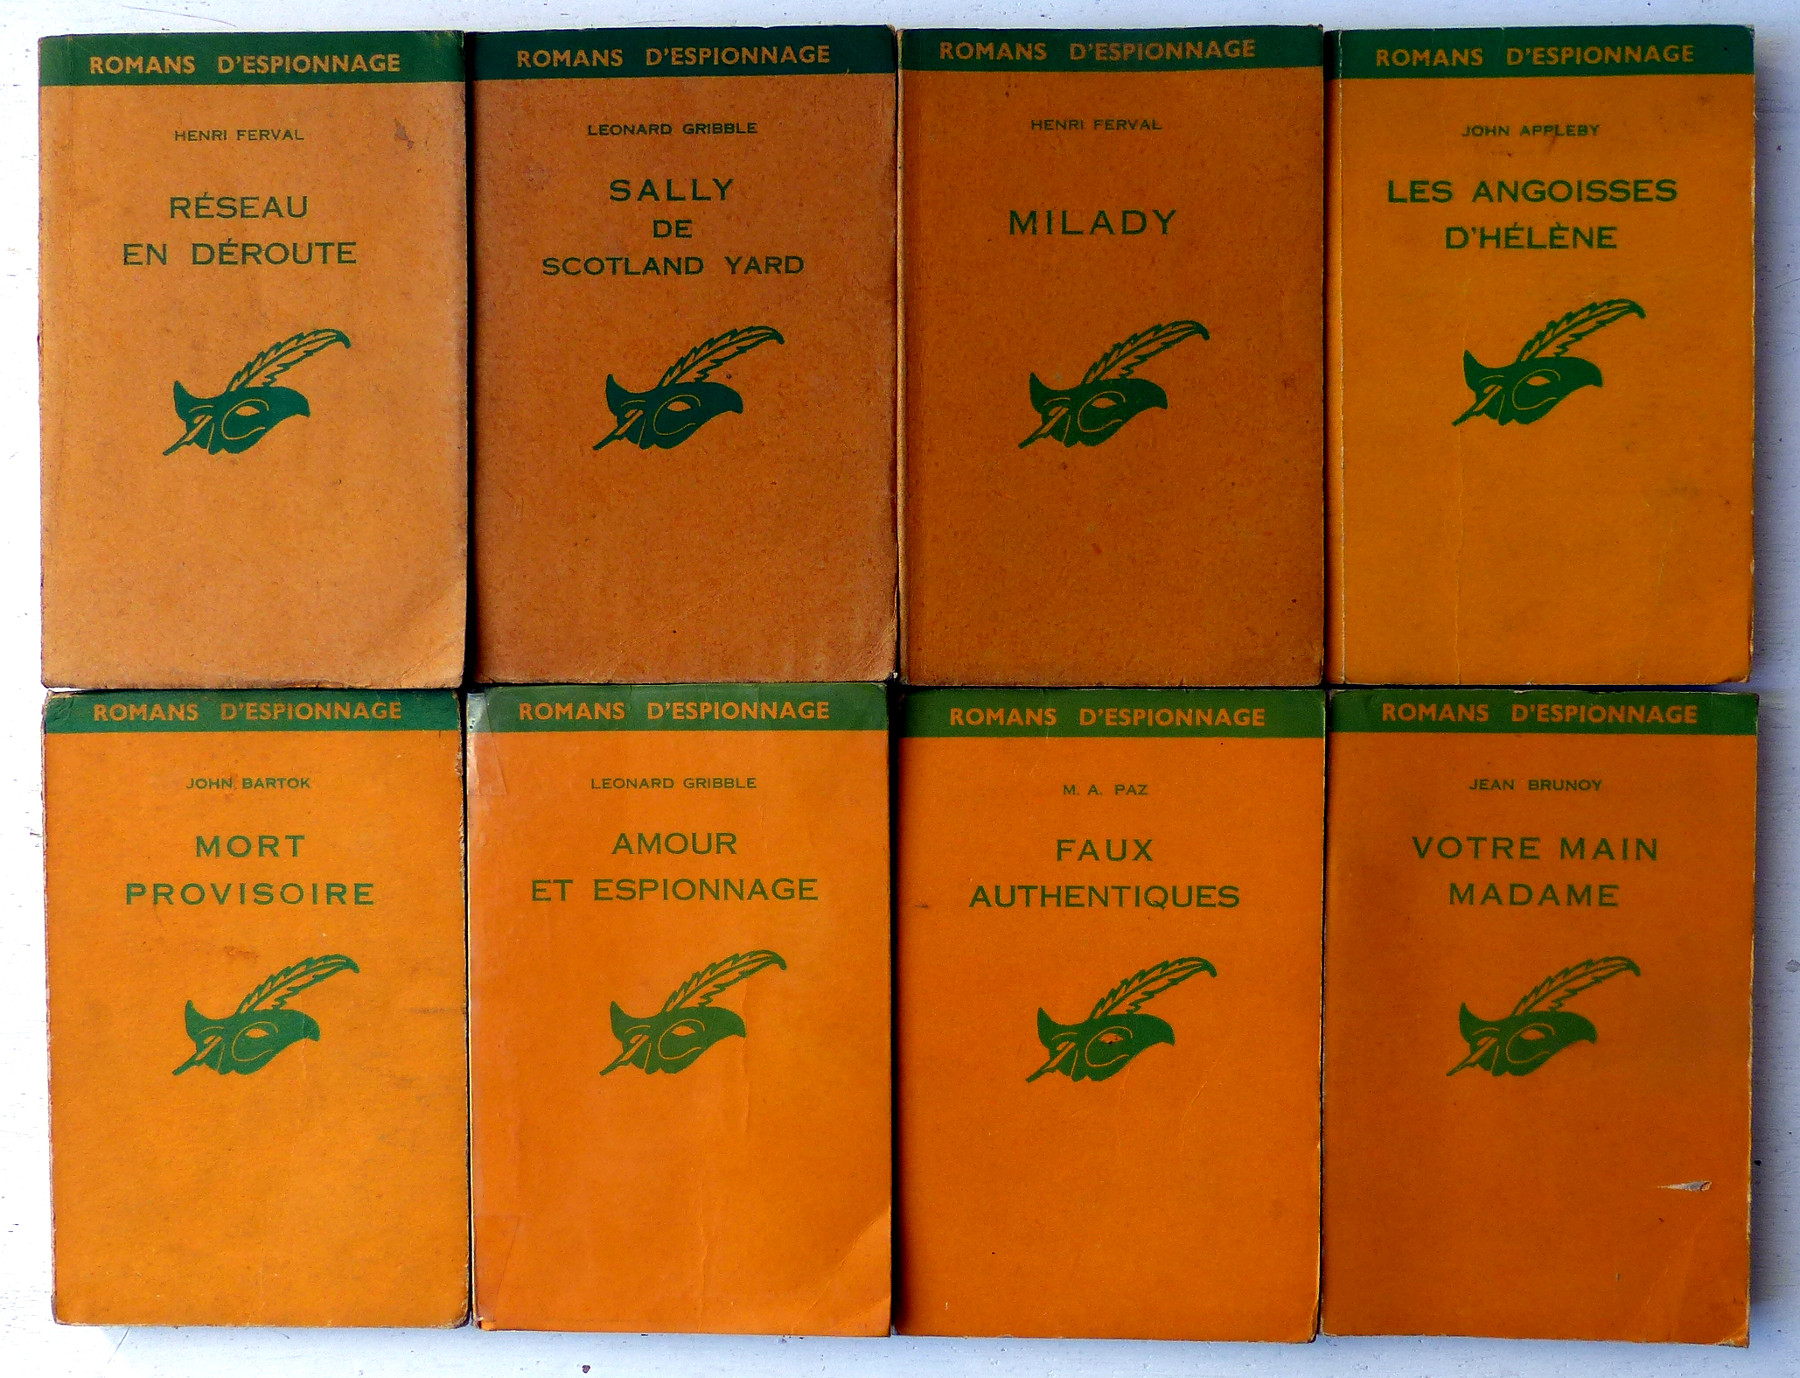 ROMANS D'ESPIONNAGE
HENRI FERVAL
RÉSEAU
EN DÉROUTE
ROMANS D'ESPIONNAGE
LEONARD GRIBBLE
SALLY
DE
SCOTLAND YARD
ROMANS D'ESPIONNAGE
HENRI FERVAL
MILADY
ROMANS D'ESPIONNAGE
JOHN APPLEBY
LES ANGOISSES
D'HÉLÈNE
ROMANS D'ESPIONNAGE
JOHN BARTOK
MORT
PROVISOIRE
ROMANS D'ESPIONNAGE
LEONARD GRIBBLE
AMOUR
ET ESPIONNAGE
ROMANS D'ESPIONNAGE
M. A. PAZ
FAUX
AUTHENTIQUES
ROMANS D'ESPIONNAGE
JEAN BRUNOY
VOTRE MAIN
MADAME